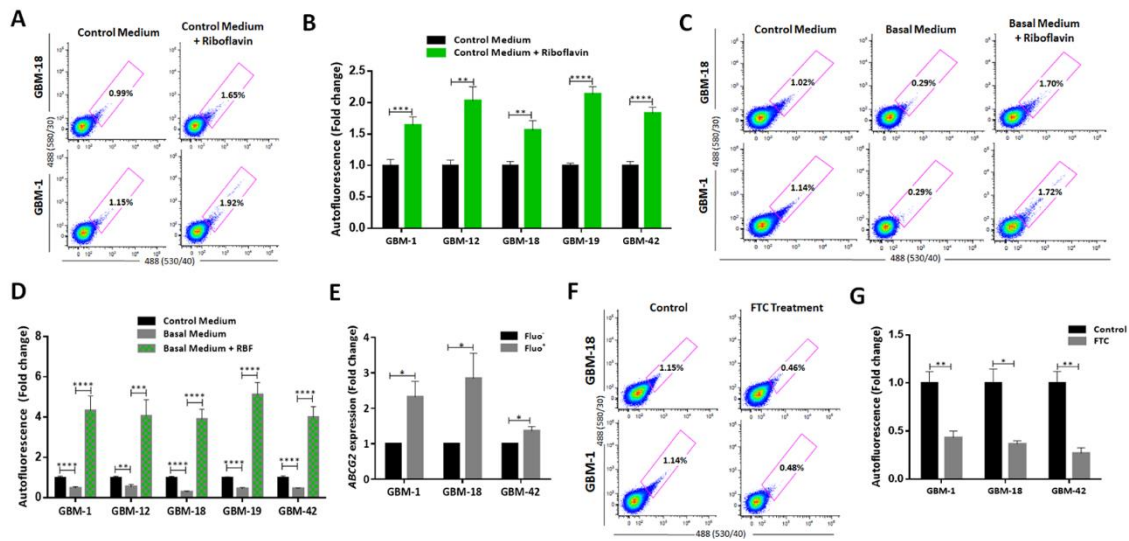 A
Control Medium
Control Medium
+ Riboflavin
GBM-18
0.99%
1.65%
488 (580/30)
GBM-1
1.15%
1.92%
488 (530/40)
B
Control Medium
Control Medium + Riboflavin
Autofluorescence (Fold change)
2.5
2.0
1.5
1.0
0.5
0.0
***
**
**
****
****
GBM-1 GBM-12 GBM-18 GBM-19 GBM-42
C
Control Medium
Basal Medium
Basal Medium
+ Riboflavin
GBM-18
1.02%
0.29%
1.70%
488 (580/30)
GBM-1
1.14%
0.29%
1.72%
488 (530/40)
D
Control Medium
Basal Medium
Basal Medium + RBF
Autofluorescence (Fold change)
8
6
4
2
0
**** ****
** ***
**** ****
**** ****
**** ****
GBM-1 GBM-12 GBM-18 GBM-19 GBM-42
E
Fluo-
Fluo+
ABCG2 expression (Fold change)
4
3
2
1
0
*
*
*
GBM-1 GBM-18 GBM-42
F
Control
FTC Treatment
GBM-18
1.15%
0.46%
488 (580/30)
GBM-1
1.14%
0.48%
488 (530/40)
G
Control
FTC
Autofluorescence (Fold change)
1.5
1.0
0.5
0.0
**
*
**
GBM-1 GBM-18 GBM-42